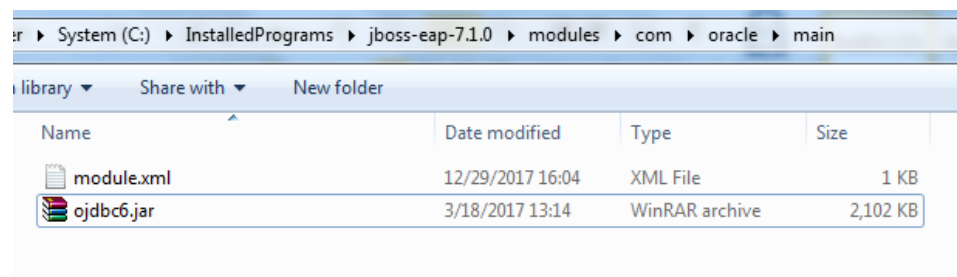 er ▸ System (C:) ▸ InstalledPrograms ▸ jboss-eap-7.1.0 ▸ modules ▸ com ▸ oracle ▸ main
library ▾ Share with ▾ New folder
Name Date modified Type Size
module.xml 12/29/2017 16:04 XML File 1 KB
ojdbc6.jar 3/18/2017 13:14 WinRAR archive 2,102 KB